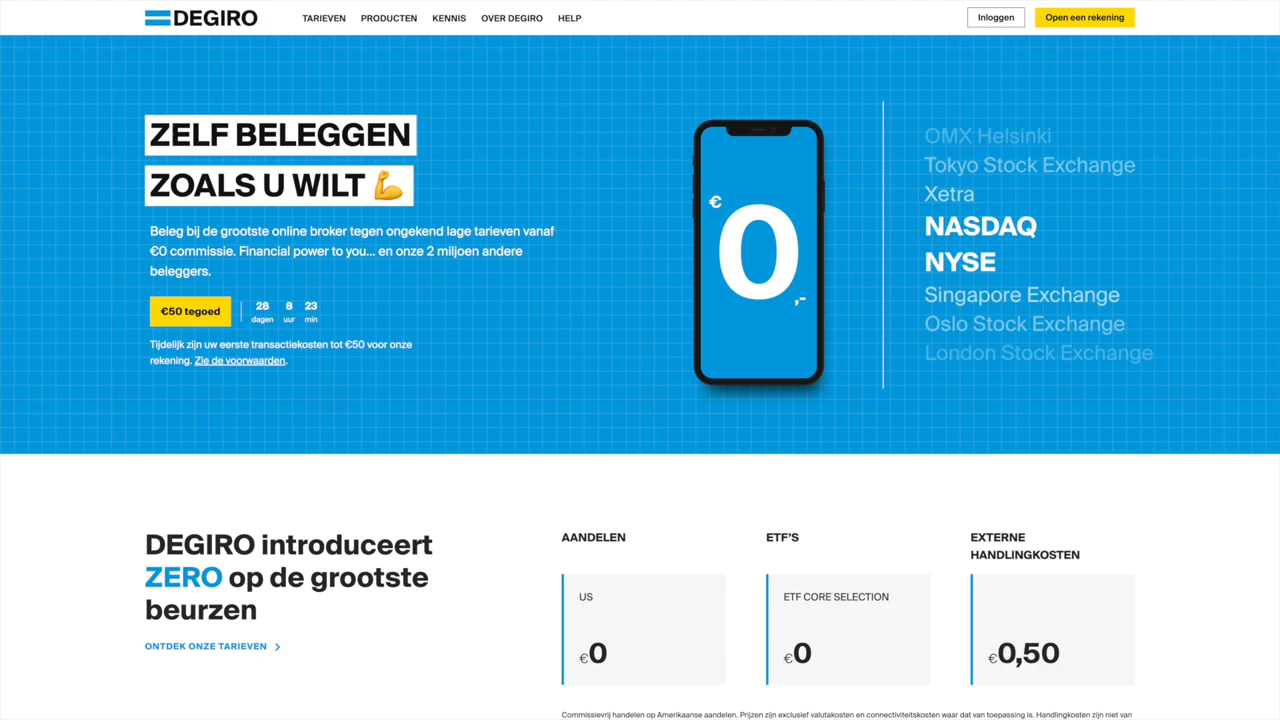 DEGIRO
TARIEVEN PRODUCTEN KENNIS OVER DEGIRO HELP
Inloggen
Open een rekening
ZELF BELEGGEN
ZOALS U WILT 💪
Beleg bij de grootste online broker tegen ongekend lage tarieven vanaf
€0 commissie. Financial power to you... en onze 2 miljoen andere
beleggers.
€50 tegoed
28 8 23
dagen uur min
Tijdelijk zijn uw eerste transactiekosten tot €50 voor onze
rekening. Zie de voorwaarden.
€0,-
OMX Helsinki
Tokyo Stock Exchange
Xetra
NASDAQ
NYSE
Singapore Exchange
Oslo Stock Exchange
London Stock Exchange
DEGIRO introduceert
ZERO op de grootste
beurzen
ONTDEK ONZE TARIEVEN
AANDELEN
US
€0
ETF'S
ETF CORE SELECTION
€0
EXTERNE
HANDLINGKOSTEN
€0,50
Commissievrij handelen op Amerikaanse aandelen. Prijzen zijn exclusief valutakosten en connectiviteitskosten waar dat van toepassing is. Handlingkosten zijn niet van